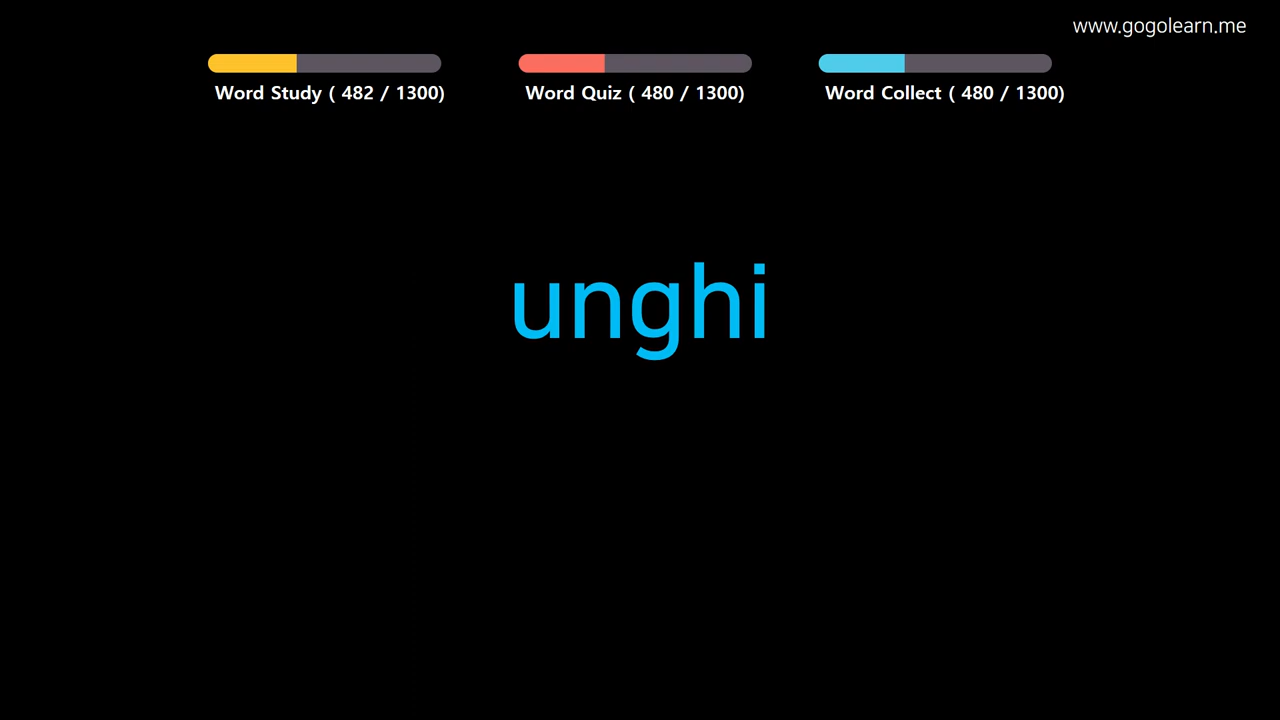 www.gogolearn.me
Word Study ( 482 / 1300)
Word Quiz ( 480 / 1300)
Word Collect ( 480 / 1300)
unghi